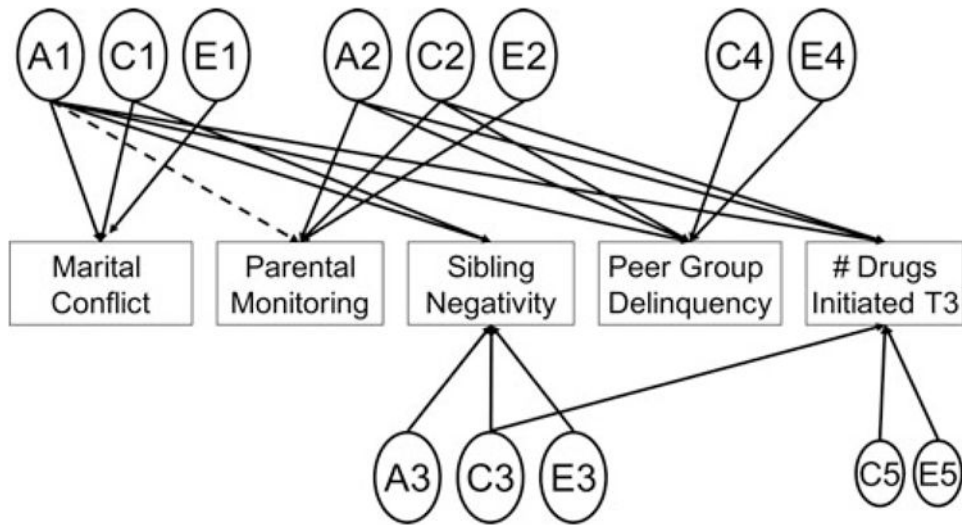 A1 C1 E1 A2 C2 E2 C4 E4
Marital Parental Sibling Peer Group # Drugs
Conflict Monitoring Negativity Delinquency Initiated T3
A3 C3 E3 C5 E5